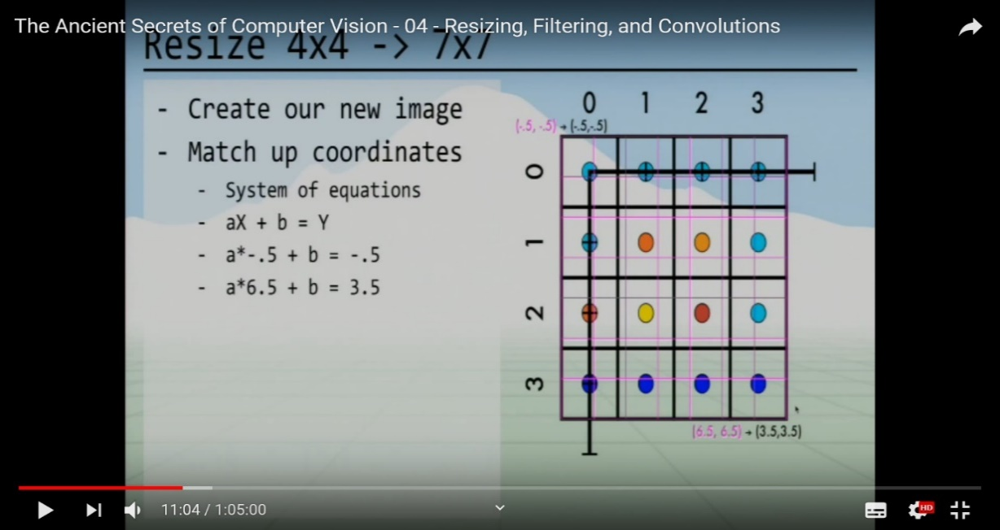 The Ancient Secrets of Computer Vision - 04 - Resizing, Filtering, and Convolutions
Resize 4x4 -> 7x7
- Create our new image
- Match up coordinates
- System of equations
- aX + b = Y
- a*-.5 + b = -.5
- a*6.5 + b = 3.5
0 1 2 3
(-.5, -.5) → (-.5,-.5)
0
1
2
3
(6.5, 6.5) → (3.5,3.5)
11:04 / 1:05:00
HD